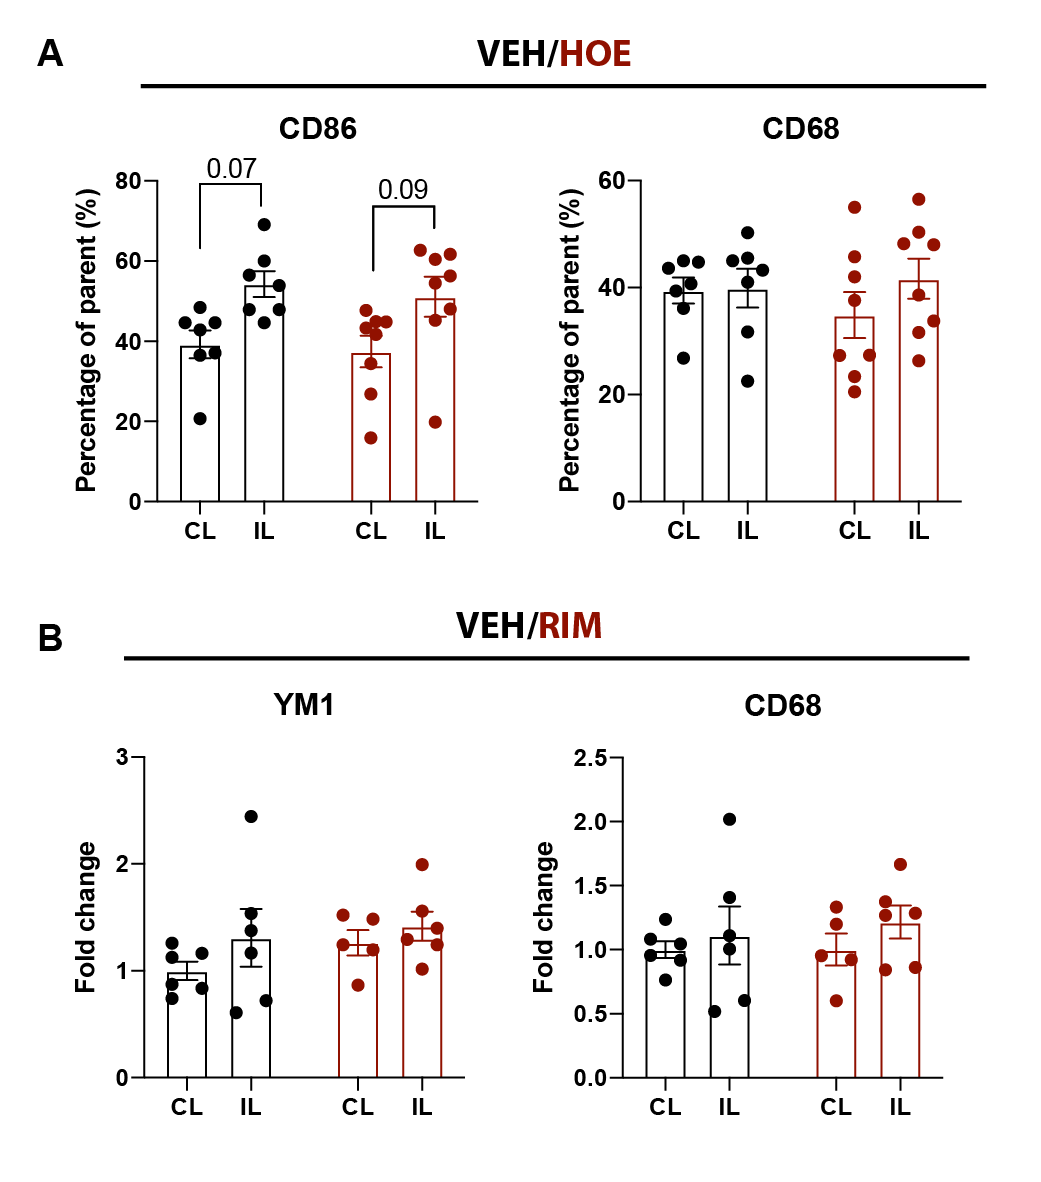 A
VEH/HOE
CD86
CD68
0.07
0.09
Percentage of parent (%)
80
60
40
20
0
CL
IL
CL
IL
Percentage of parent (%)
60
40
20
0
CL
IL
CL
IL
B
VEH/RIM
YM1
CD68
Fold change
3
2
1
0
CL
IL
CL
IL
Fold change
2.5
2.0
1.5
1.0
0.5
0.0
CL
IL
CL
IL